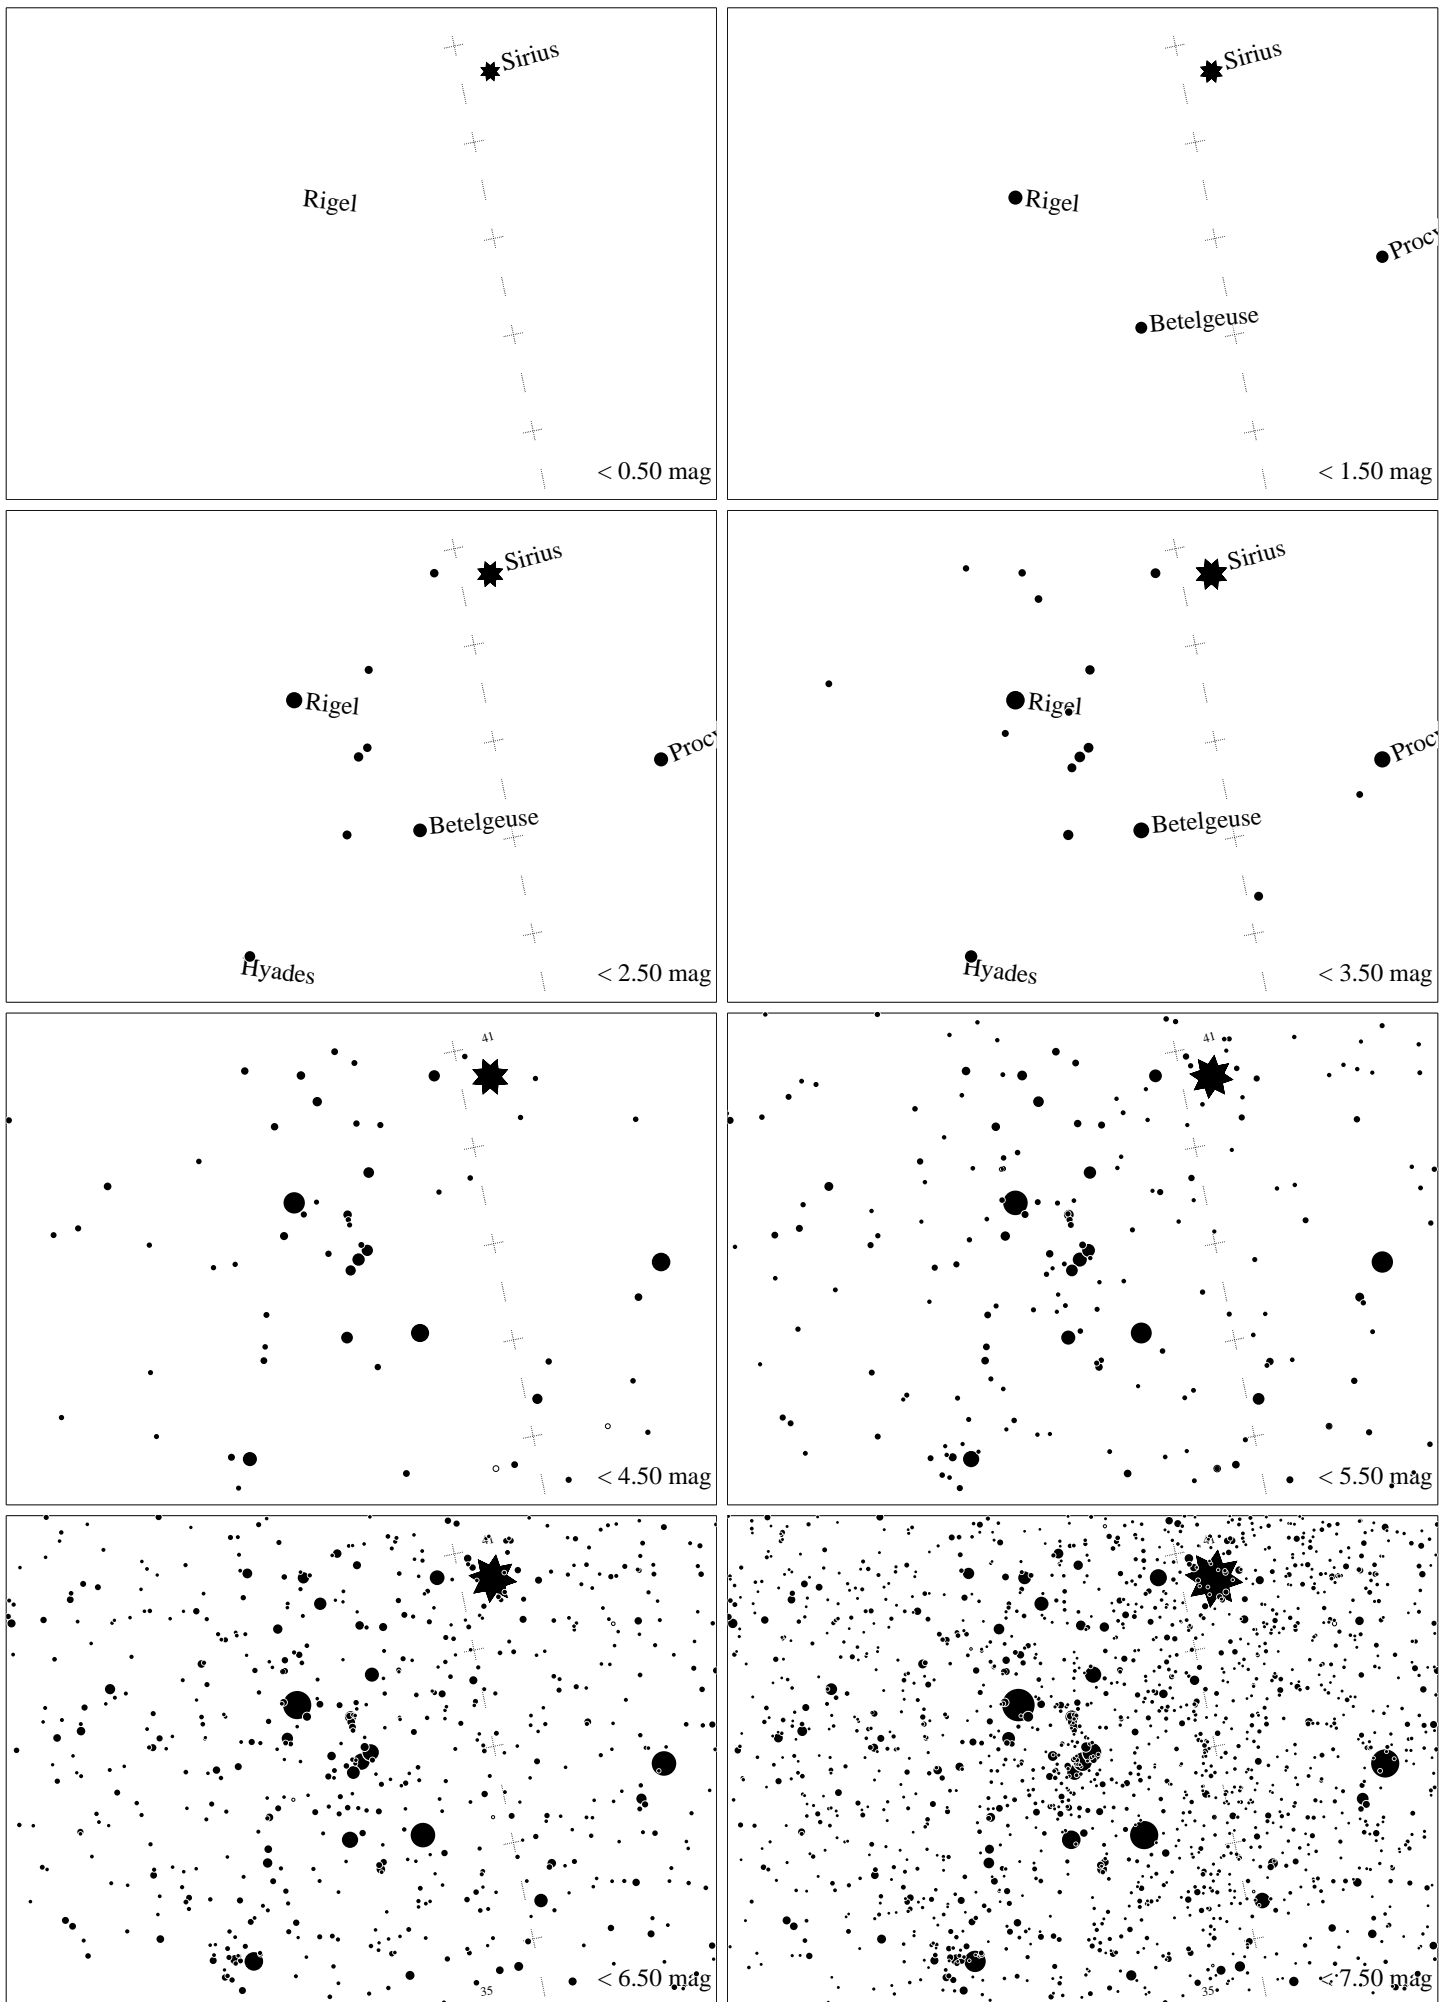 Sirius
Rigel
< 0.50 mag
Sirius
Rigel
Procy
Betelgeuse
< 1.50 mag
Sirius
Rigel
Procy
Betelgeuse
Hyades
< 2.50 mag
Sirius
Rigel
Procy
Betelgeuse
Hyades
< 3.50 mag
41
< 4.50 mag
41
< 5.50 mag
41
< 6.50 mag
35
41
< 7.50 mag
35